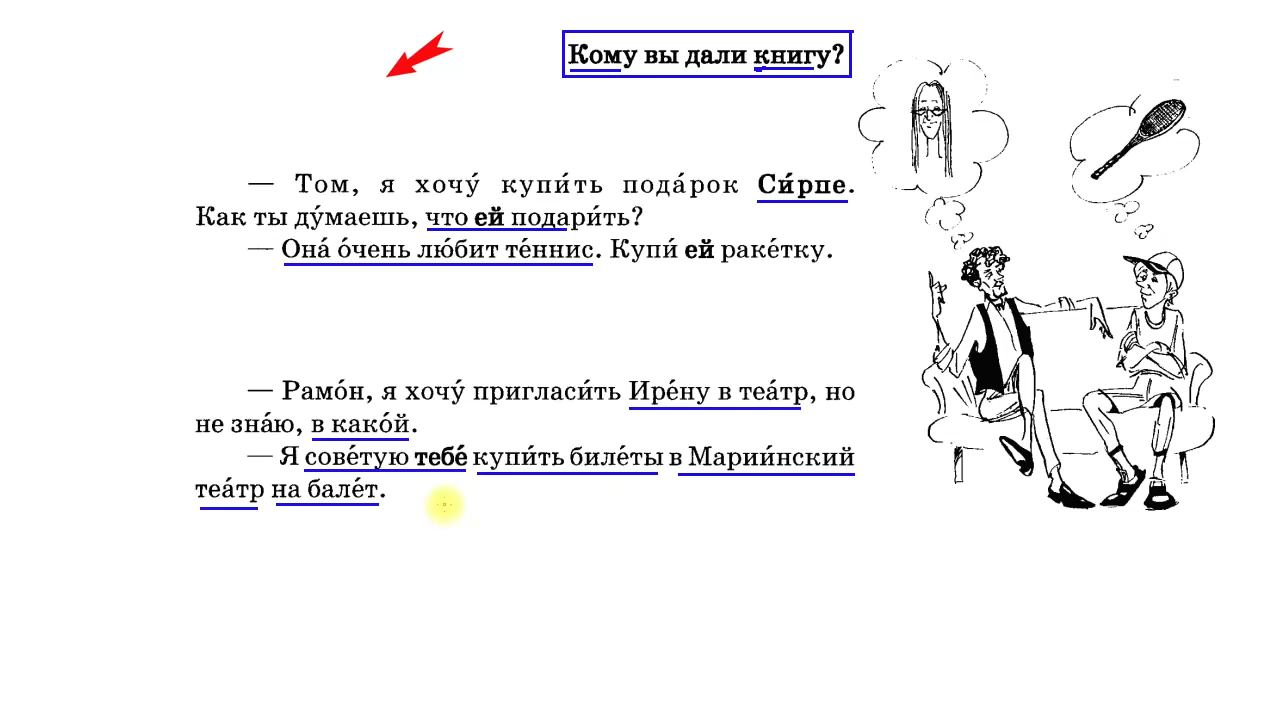 Кому вы дали книгу?
— Том, я хочу́ купи́ть пода́рок Си́рпе.
Как ты ду́маешь, что ей подари́ть?
— Она́ о́чень лю́бит те́ннис. Купи́ ей раке́тку.
— Рамо́н, я хочу́ пригласи́ть Ире́ну в теа́тр, но
не зна́ю, в како́й.
— Я сове́тую тебе́ купи́ть биле́ты в Марии́нский
теа́тр на бале́т.